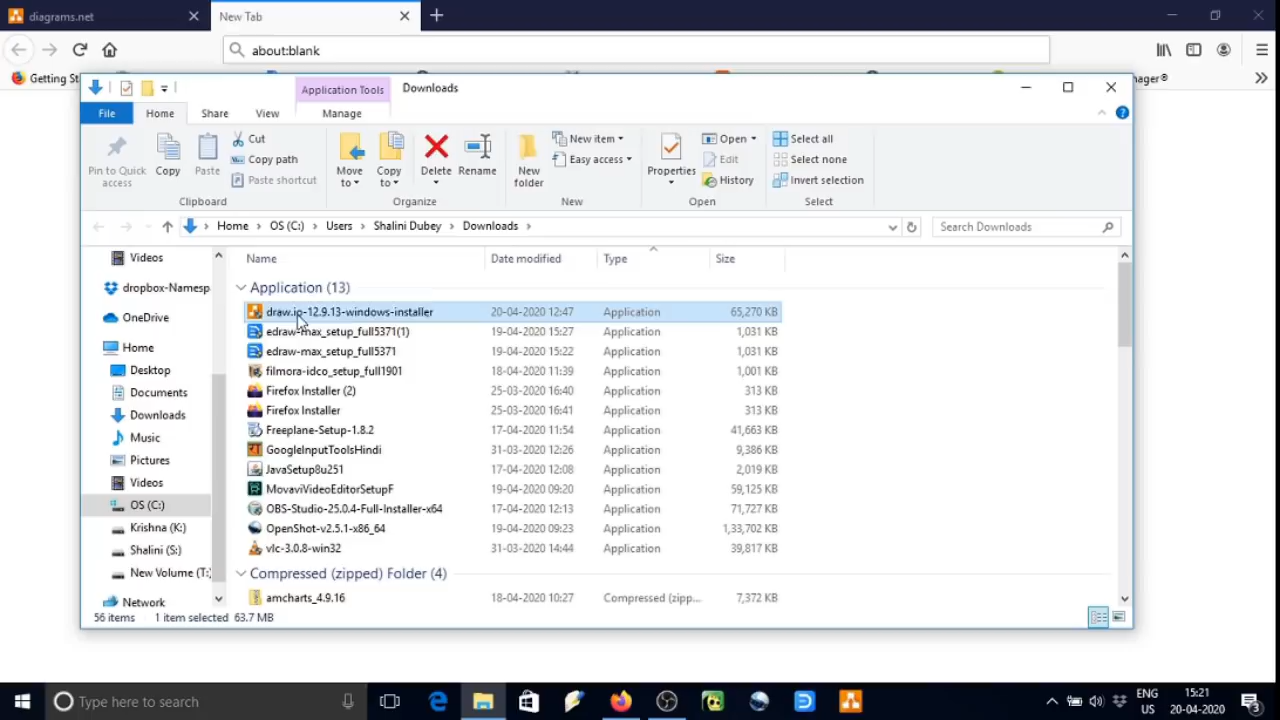 diagrams.net
New Tab
about:blank
Getting St
ager®
Application Tools
Downloads
File
Home
Share
View
Manage
Pin to Quick access
Copy
Paste
Cut
Copy path
Paste shortcut
Clipboard
Move to
Copy to
Delete
Rename
Organize
New folder
New item
Easy access
New
Properties
Open
Edit
History
Open
Select all
Select none
Invert selection
Select
Home > OS (C:) > Users > Shalini Dubey > Downloads >
Search Downloads
Videos
dropbox-Namesp
OneDrive
Home
Desktop
Documents
Downloads
Music
Pictures
Videos
OS (C:)
Krishna (K:)
Shalini (S:)
New Volume (T:
Network
Name Date modified Type Size
Application (13)
draw.io-12.9.13-windows-installer 20-04-2020 12:47 Application 65,270 KB
edraw-max_setup_full5371(1) 19-04-2020 15:27 Application 1,031 KB
edraw-max_setup_full5371 19-04-2020 15:22 Application 1,031 KB
filmora-idco_setup_full1901 18-04-2020 11:39 Application 1,001 KB
Firefox Installer (2) 25-03-2020 16:40 Application 313 KB
Firefox Installer 25-03-2020 16:41 Application 313 KB
Freeplane-Setup-1.8.2 17-04-2020 11:54 Application 41,663 KB
GoogleInputToolsHindi 31-03-2020 12:26 Application 9,386 KB
JavaSetup8u251 17-04-2020 12:08 Application 2,019 KB
MovaviVideoEditorSetupF 19-04-2020 09:20 Application 59,125 KB
OBS-Studio-25.0.4-Full-Installer-x64 17-04-2020 12:13 Application 71,727 KB
OpenShot-v2.5.1-x86_64 19-04-2020 09:23 Application 1,33,702 KB
vlc-3.0.8-win32 31-03-2020 14:44 Application 39,817 KB
Compressed (zipped) Folder (4)
amcharts_4.9.16 18-04-2020 10:27 Compressed (zipp... 7,372 KB
56 items 1 item selected 63.7 MB
Type here to search
ENG
US
15:21
20-04-2020
3